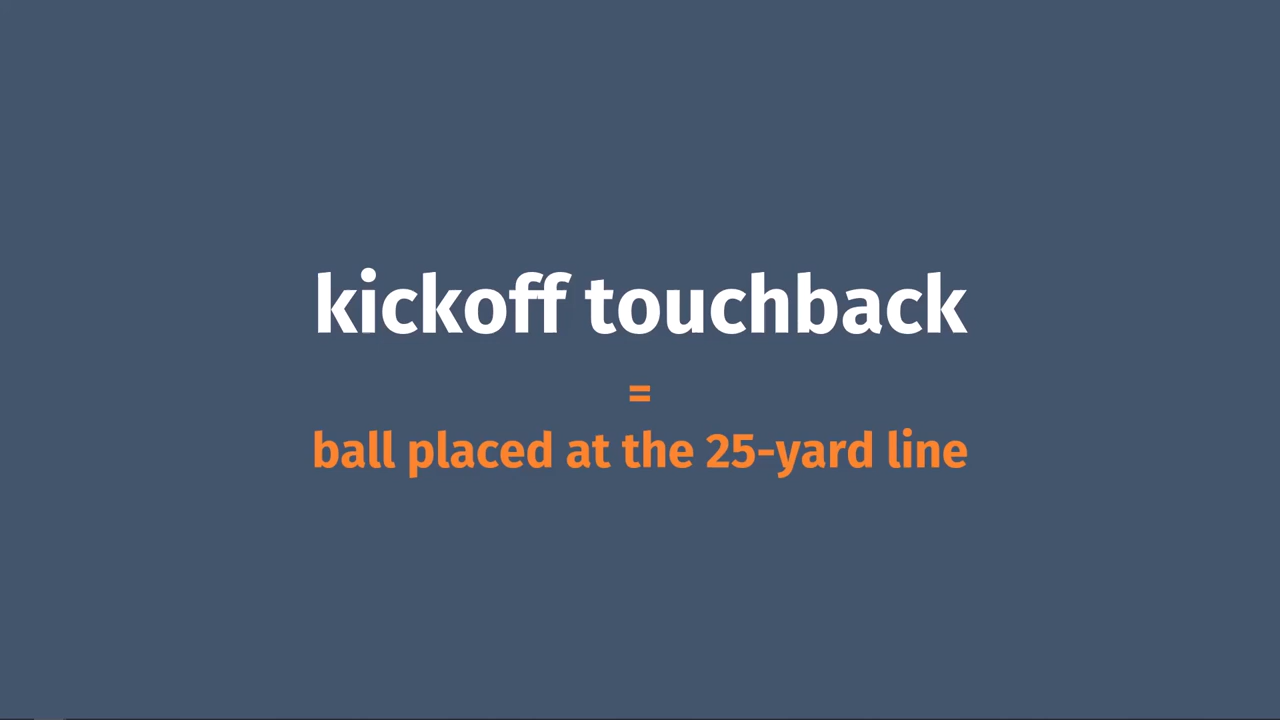 kickoff touchback
=
ball placed at the 25-yard line